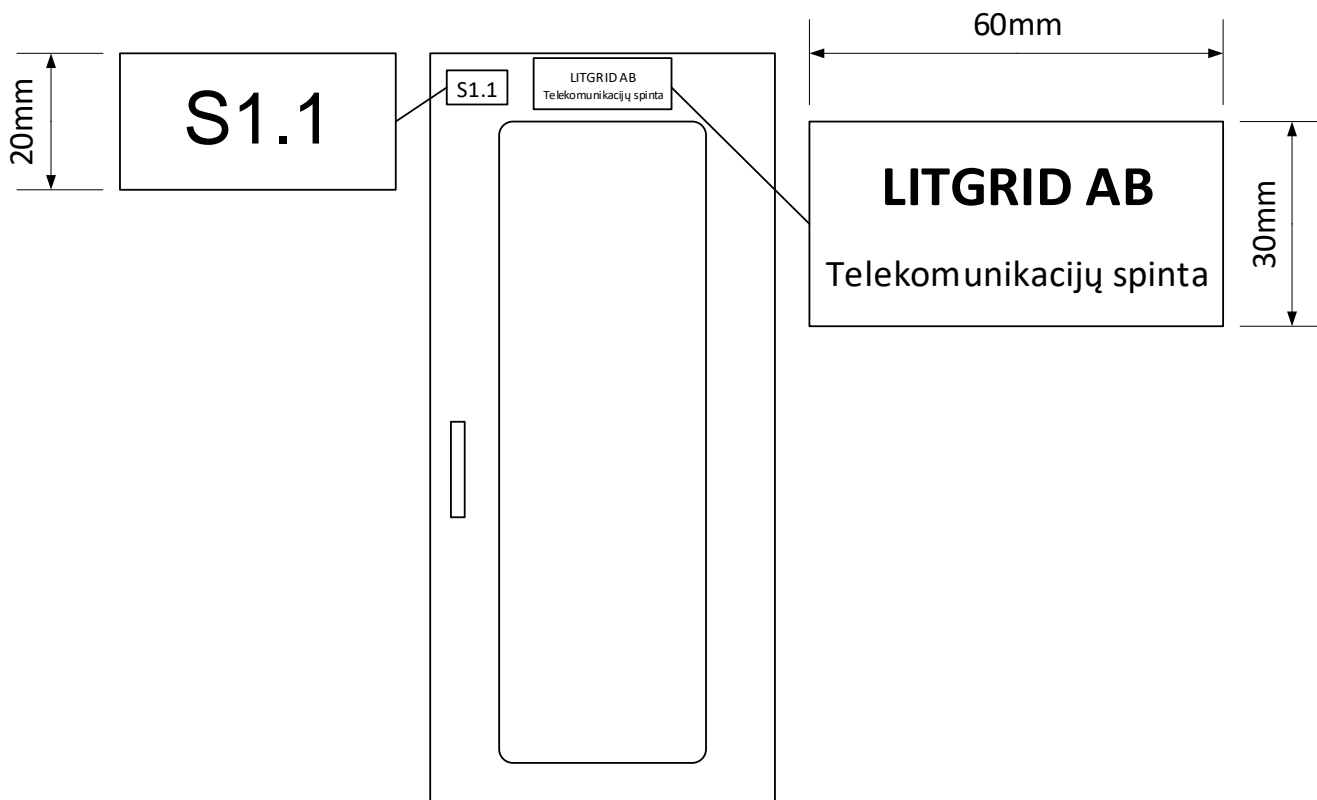 60mm
20mm
S1.1
S1.1
LITGRID AB
Telekomunikacijų spinta
LITGRID AB
Telekomunikacijų spinta
30mm